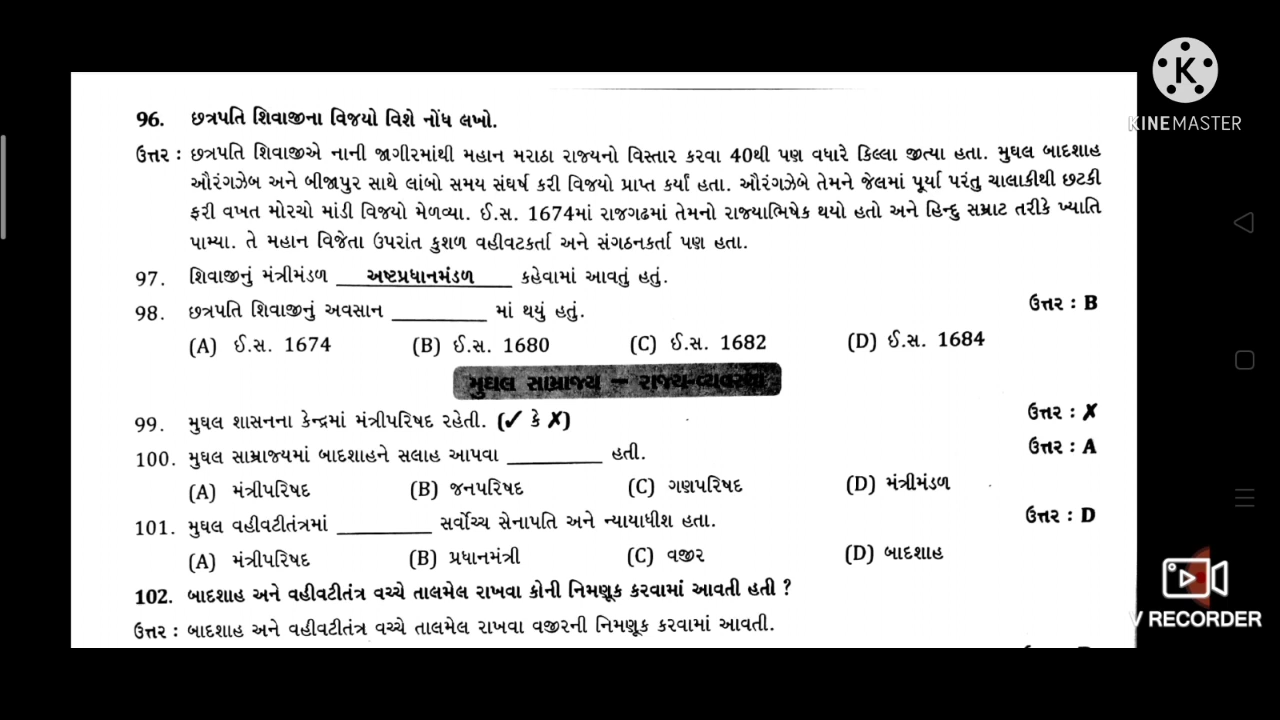 96. છત્રપતિ શિવાજીના વિજયો વિશે નોંધ લખો.
ઉત્તર : છત્રપતિ શિવાજીએ નાની જાગીરમાંથી મહાન મરાઠા રાજ્યનો વિસ્તાર કરવા 40થી પણ વધારે કિલ્લા જીત્યા હતા. મુઘલ બાદશાહ
ઔરંગઝેબ અને બીજાપુર સાથે લાંબો સમય સંઘર્ષ કરી વિજયો પ્રાપ્ત કર્યાં હતા. ઔરંગઝેબે તેમને જેલમાં પૂર્યા પરંતુ ચાલાકીથી છટકી
ફરી વખત મોરચો માંડી વિજયો મેળવ્યા. ઈ.સ. 1674માં રાજગઢમાં તેમનો રાજ્યાભિષેક થયો હતો અને હિન્દુ સમ્રાટ તરીકે ખ્યાતિ
પામ્યા. તે મહાન વિજેતા ઉપરાંત કુશળ વહીવટકર્તા અને સંગઠનકર્તા પણ હતા.
97. શિવાજીનું મંત્રીમંડળ અષ્ટપ્રધાનમંડળ કહેવામાં આવતું હતું.
98. છત્રપતિ શિવાજીનું અવસાન ________ માં થયું હતું. ઉત્તર : B
(A) ઈ.સ. 1674 (B) ઈ.સ. 1680 (C) ઈ.સ. 1682 (D) ઈ.સ. 1684
મુઘલ સામ્રાજ્ય – રાજ્ય-વ્યવસ્થા
99. મુઘલ શાસનના કેન્દ્રમાં મંત્રીપરિષદ રહેતી. (✓ કે ✗) ઉત્તર : ✗
100. મુઘલ સામ્રાજ્યમાં બાદશાહને સલાહ આપવા ________ હતી. ઉત્તર : A
(A) મંત્રીપરિષદ (B) જનપરિષદ (C) ગણપરિષદ (D) મંત્રીમંડળ
101. મુઘલ વહીવટીતંત્રમાં ________ સર્વોચ્ચ સેનાપતિ અને ન્યાયાધીશ હતા. ઉત્તર : D
(A) મંત્રીપરિષદ (B) પ્રધાનમંત્રી (C) વજીર (D) બાદશાહ
102. બાદશાહ અને વહીવટીતંત્ર વચ્ચે તાલમેલ રાખવા કોની નિમણૂક કરવામાં આવતી હતી ?
ઉત્તર : બાદશાહ અને વહીવટીતંત્ર વચ્ચે તાલમેલ રાખવા વજીરની નિમણૂક કરવામાં આવતી.
K
KINEMASTER
V RECORDER